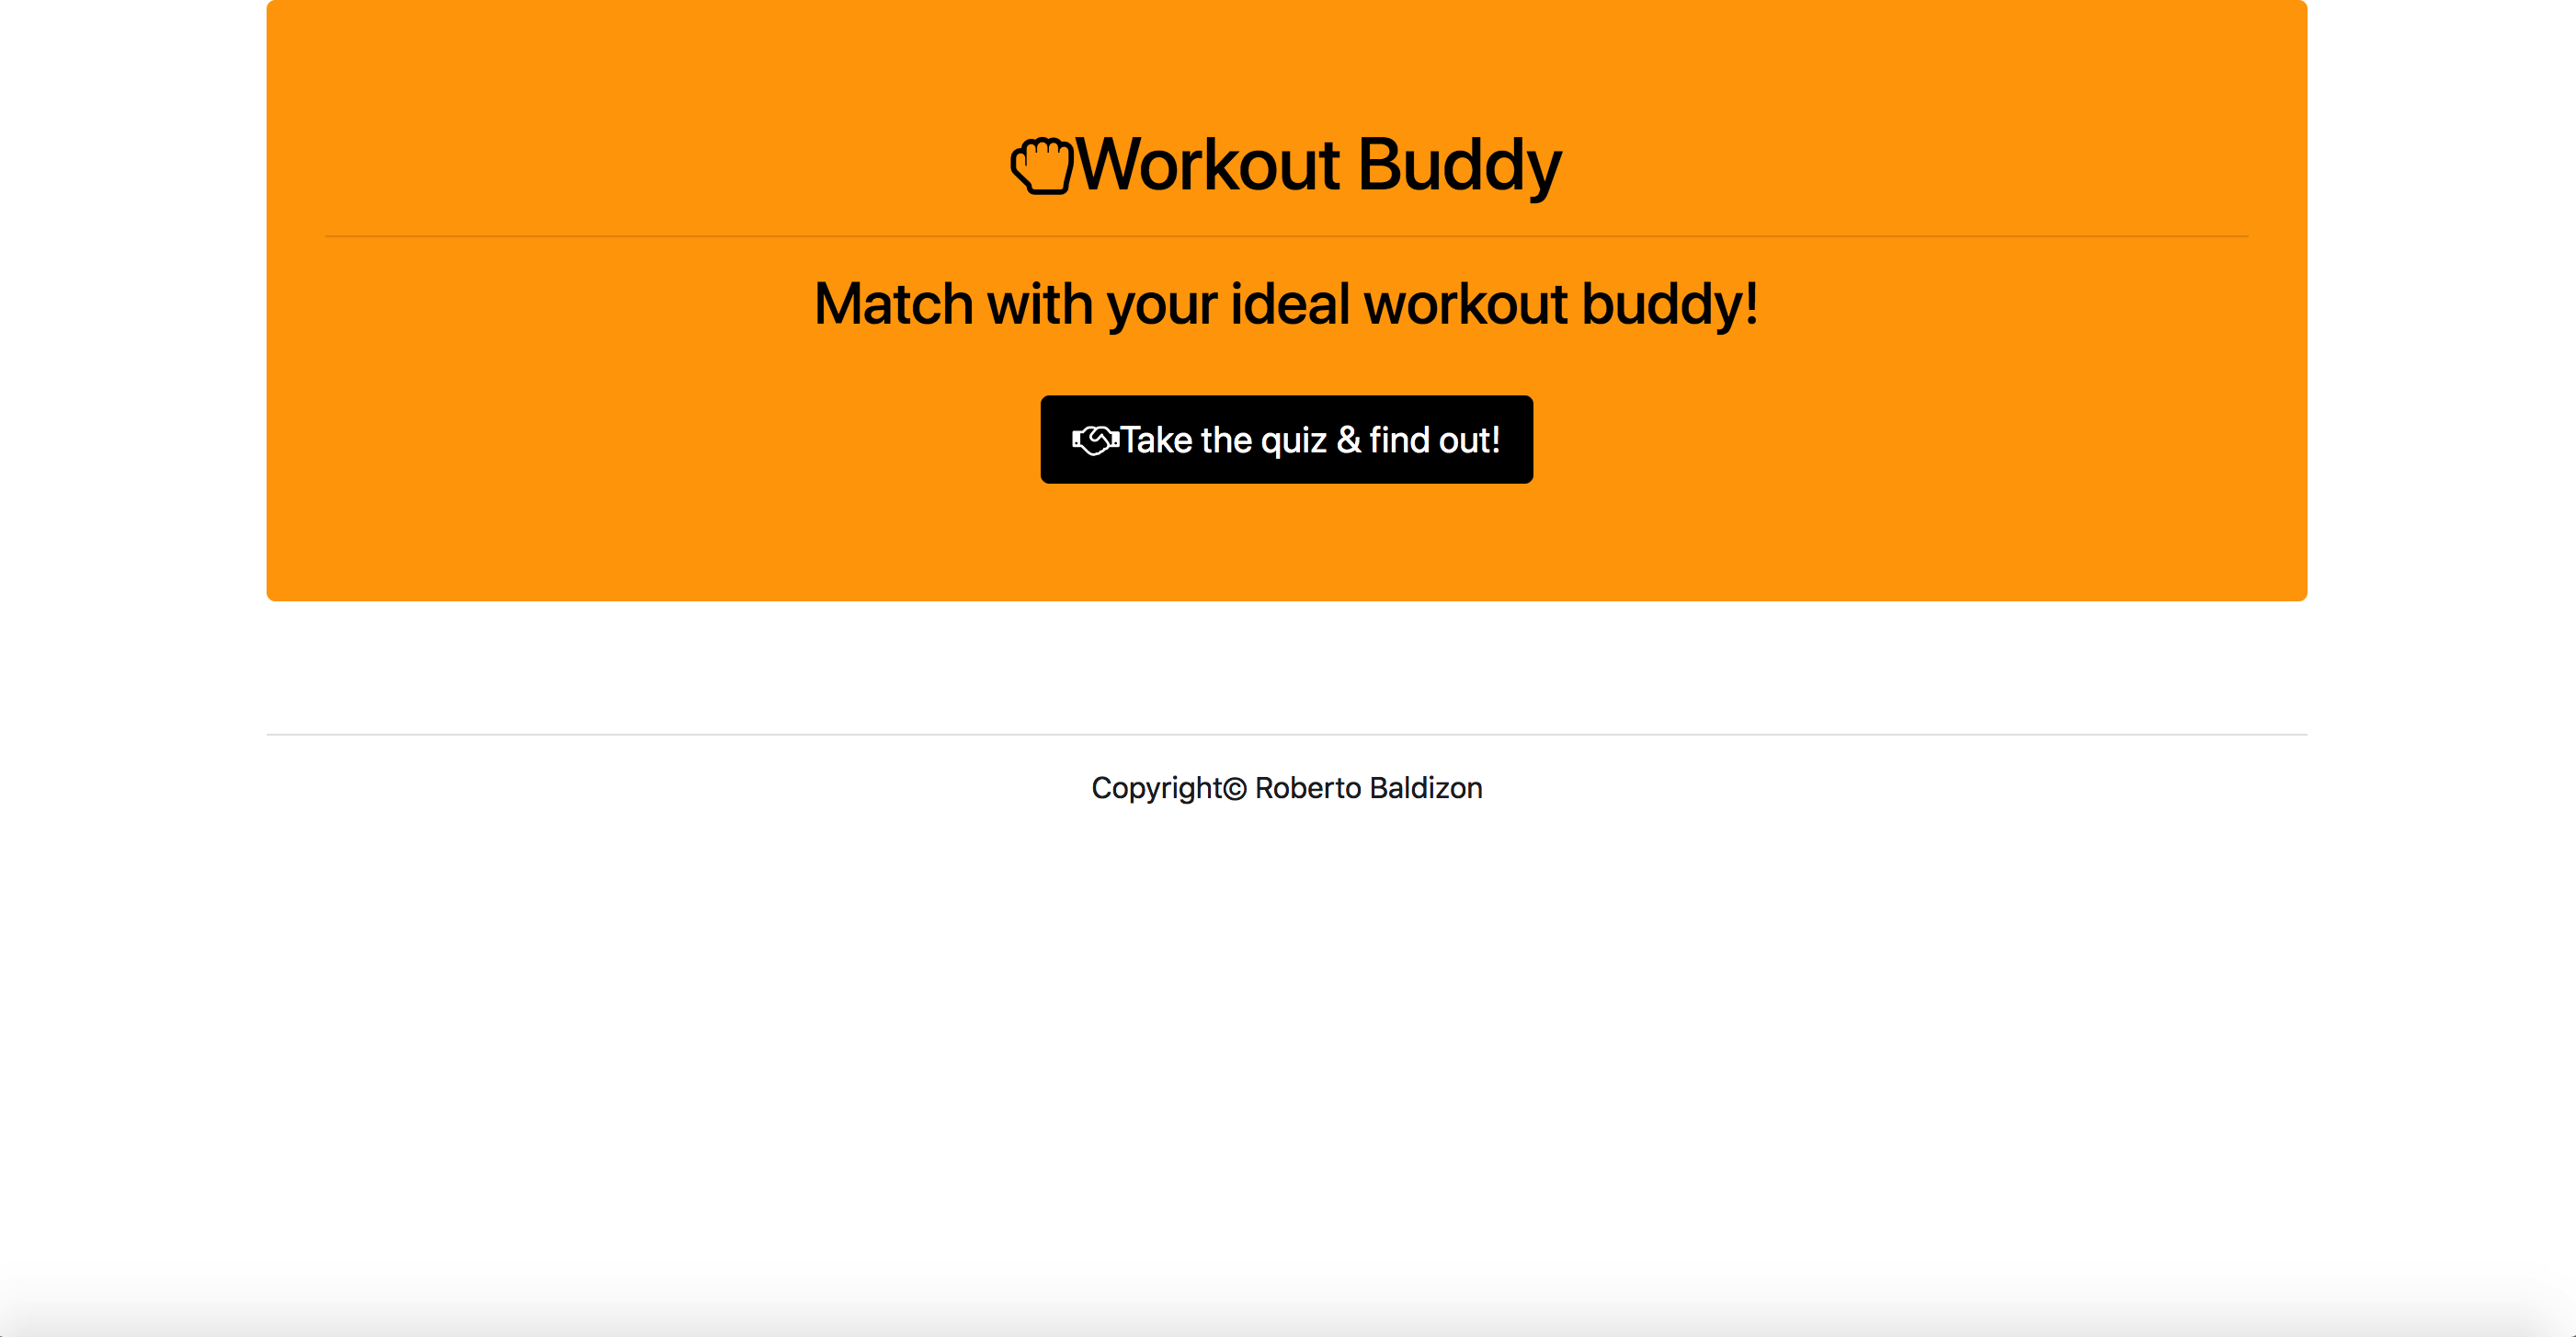 Workout Buddy
Match with your ideal workout buddy!
Take the quiz & find out!
Copyright© Roberto Baldizon